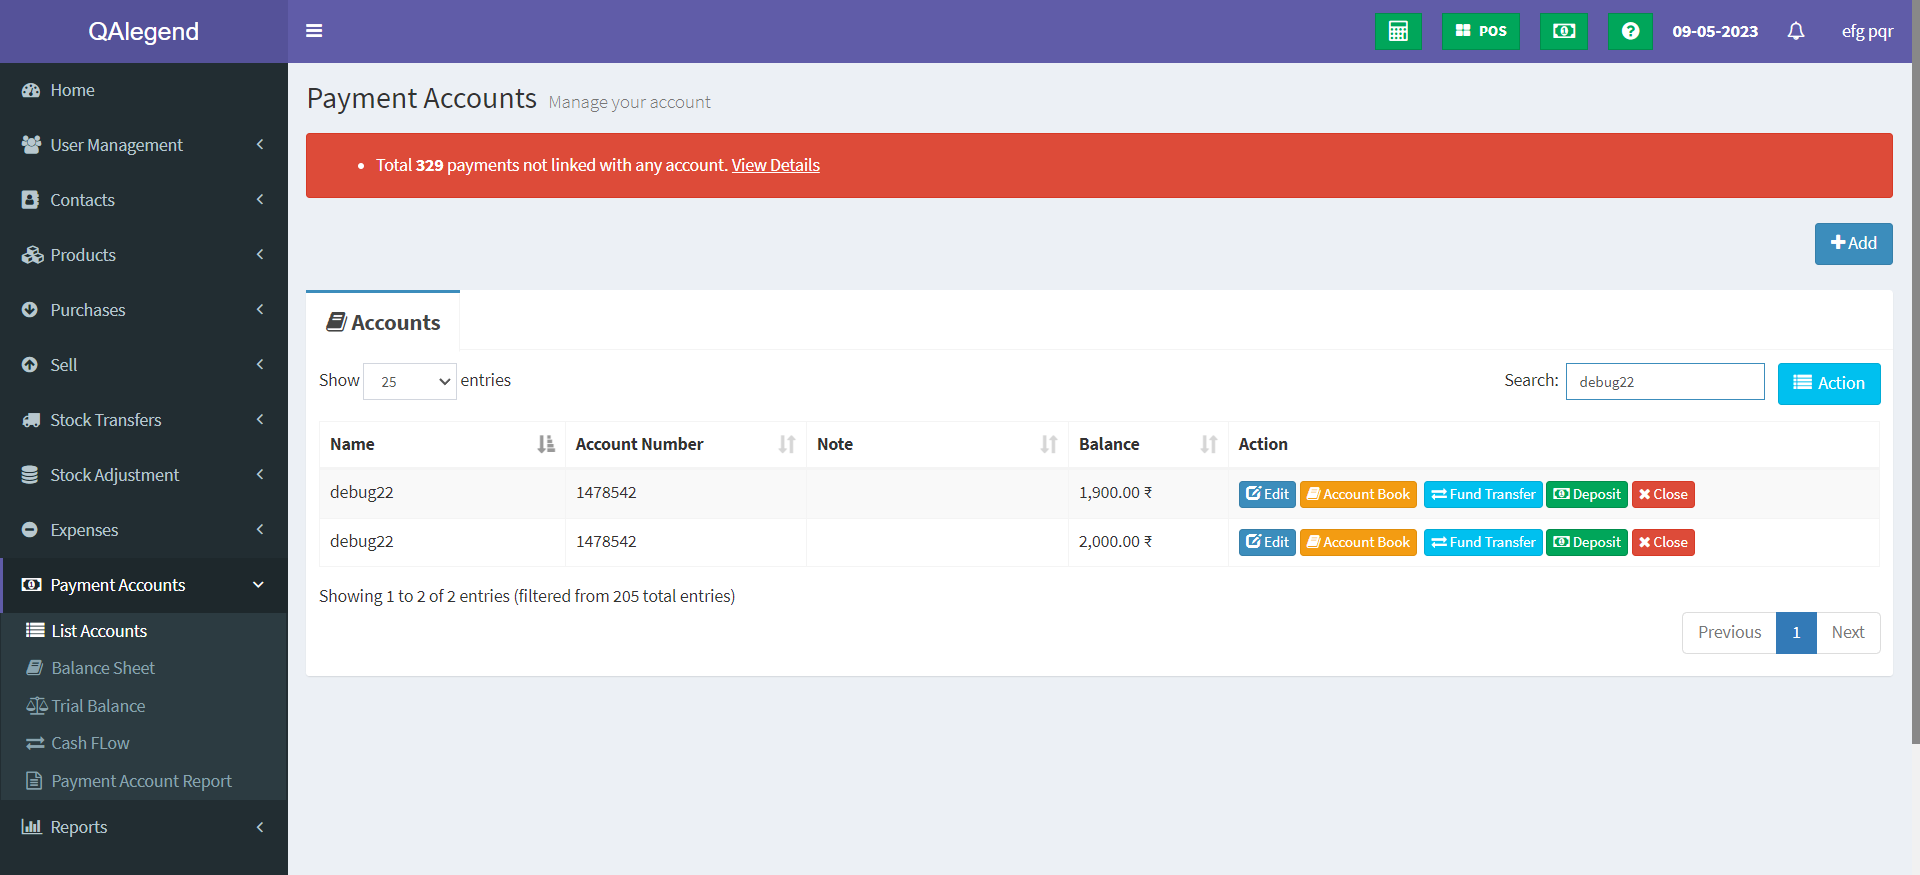 QAlegend
POS
09-05-2023
efg pqr
Home
User Management
Contacts
Products
Purchases
Sell
Stock Transfers
Stock Adjustment
Expenses
Payment Accounts
List Accounts
Balance Sheet
Trial Balance
Cash FLow
Payment Account Report
Reports
Payment Accounts Manage your account
Total 329 payments not linked with any account. View Details
Add
Accounts
Show 25 entries
Search: debug22
Action
Name Account Number Note Balance Action
debug22 1478542 1,900.00 ₹ Edit Account Book Fund Transfer Deposit Close
debug22 1478542 2,000.00 ₹ Edit Account Book Fund Transfer Deposit Close
Showing 1 to 2 of 2 entries (filtered from 205 total entries)
Previous 1 Next